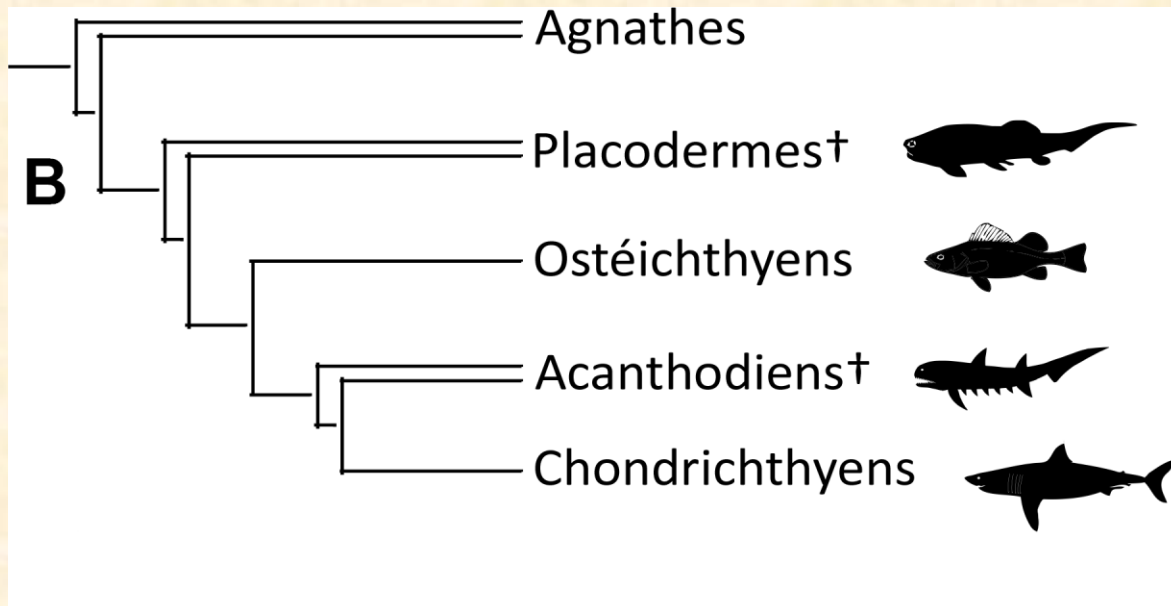 Agnathes
B
Placodermes†
Ostéichthyens
Acanthodiens†
Chondrichthyens